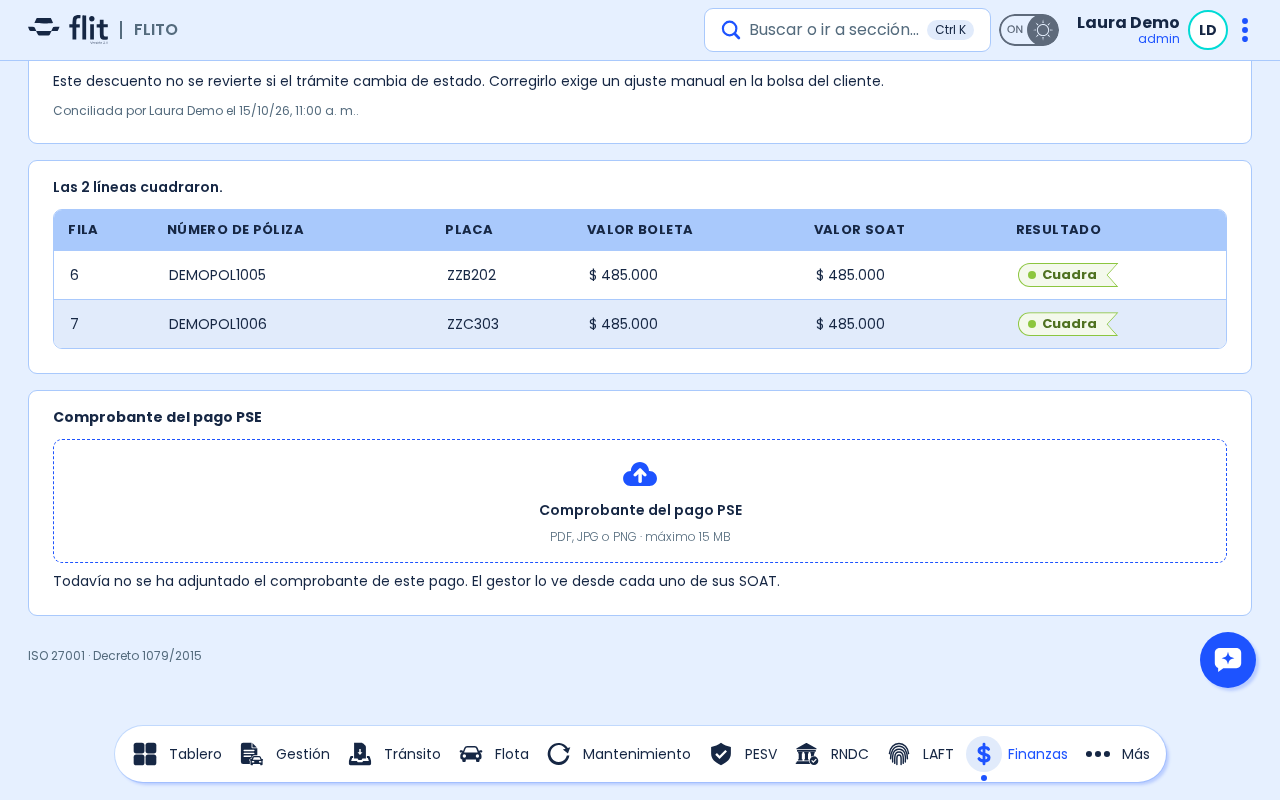 flit | FLITO
Buscar o ir a sección... Ctrl K
ON
Laura Demo
admin
LD
Este descuento no se revierte si el trámite cambia de estado. Corregirlo exige un ajuste manual en la bolsa del cliente.
Conciliada por Laura Demo el 15/10/26, 11:00 a. m..
Las 2 líneas cuadraron.
FILA NÚMERO DE PÓLIZA PLACA VALOR BOLETA VALOR SOAT RESULTADO
6 DEMOPOL1005 ZZB202 $ 485.000 $ 485.000 Cuadra
7 DEMOPOL1006 ZZC303 $ 485.000 $ 485.000 Cuadra
Comprobante del pago PSE
Comprobante del pago PSE
PDF, JPG o PNG · máximo 15 MB
Todavía no se ha adjuntado el comprobante de este pago. El gestor lo ve desde cada uno de sus SOAT.
ISO 27001 · Decreto 1079/2015
Tablero Gestión Tránsito Flota Mantenimiento PESV RNDC LAFT Finanzas Más